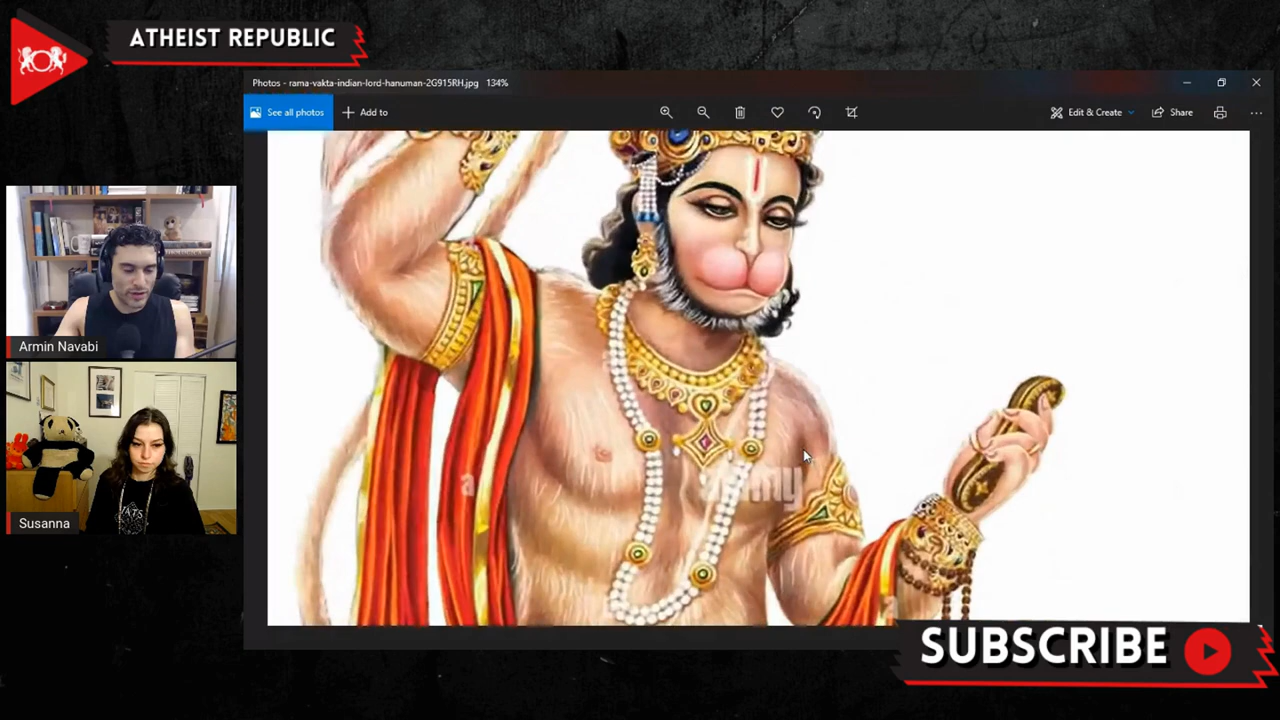 ATHEIST REPUBLIC
Photos - rama-vakta-indian-lord-hanuman-2G915RH.jpg 134%
See all photos
Add to
Edit & Create
Share
Armin Navabi
Susanna
a
alamy
a
SUBSCRIBE